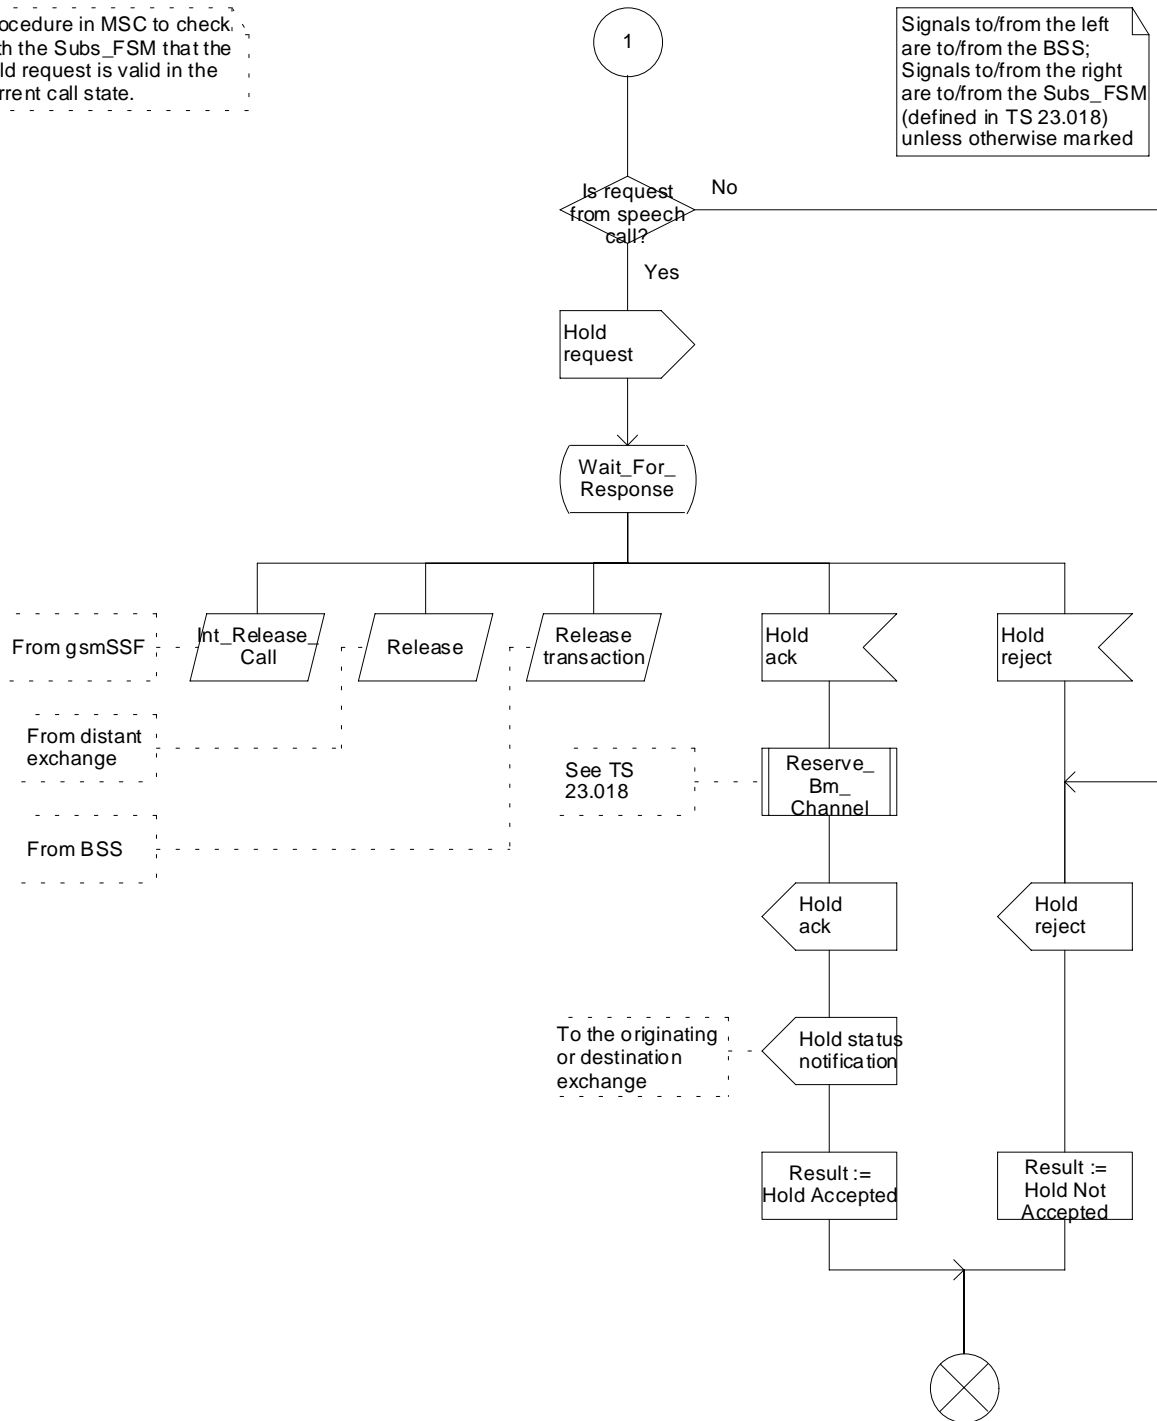 ocedure in MSC to check
th the Subs_FSM that the
ld request is valid in the
rrent call state.
1
Signals to/from the left
are to/from the BSS;
Signals to/from the right
are to/from the Subs_FSM
(defined in TS 23.018)
unless otherwise marked
Is request
from speech
call?
No
Yes
Hold
request
Wait_For_
Response
From gsmSSF
Int_Release_
Call
Release
Release
transaction
Hold
ack
Hold
reject
From distant
exchange
See TS
23.018
Reserve_
Bm_
Channel
From BSS
Hold
ack
Hold
reject
To the originating
or destination
exchange
Hold status
notification
Result :=
Hold Accepted
Result :=
Hold Not
Accepted